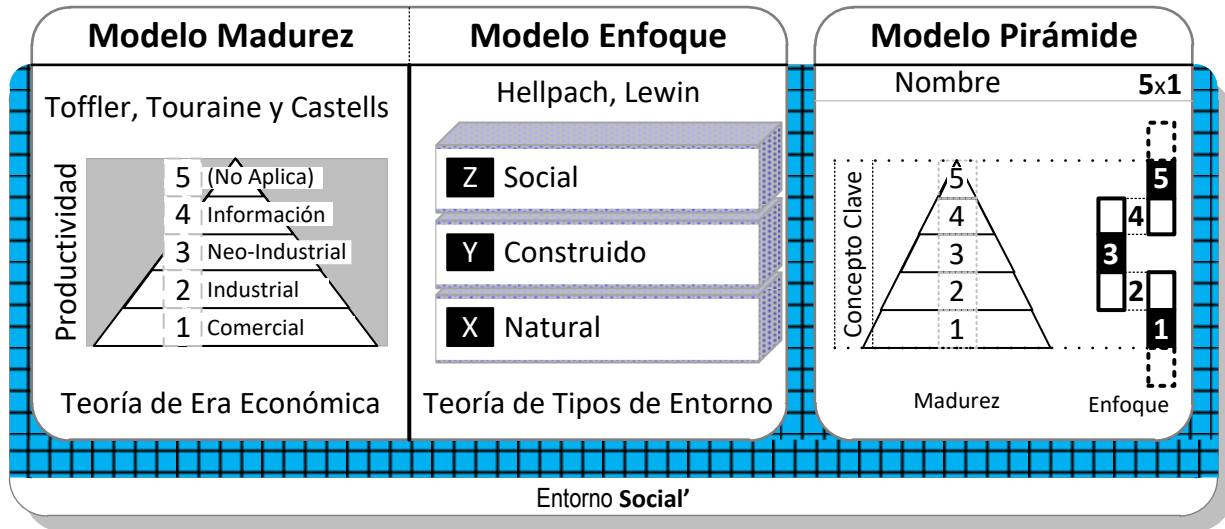 Modelo Madurez
Toffler, Touraine y Castells
Productividad
5 (No Aplica)
4 Información
3 Neo-Industrial
2 Industrial
1 Comercial
Teoría de Era Económica
Modelo Enfoque
Hellpach, Lewin
Z Social
Y Construido
X Natural
Teoría de Tipos de Entorno
Modelo Pirámide
Nombre 5x1
Concepto Clave
5
4
3
2
1
Madurez
5
4
3
2
1
Enfoque
Entorno Social’